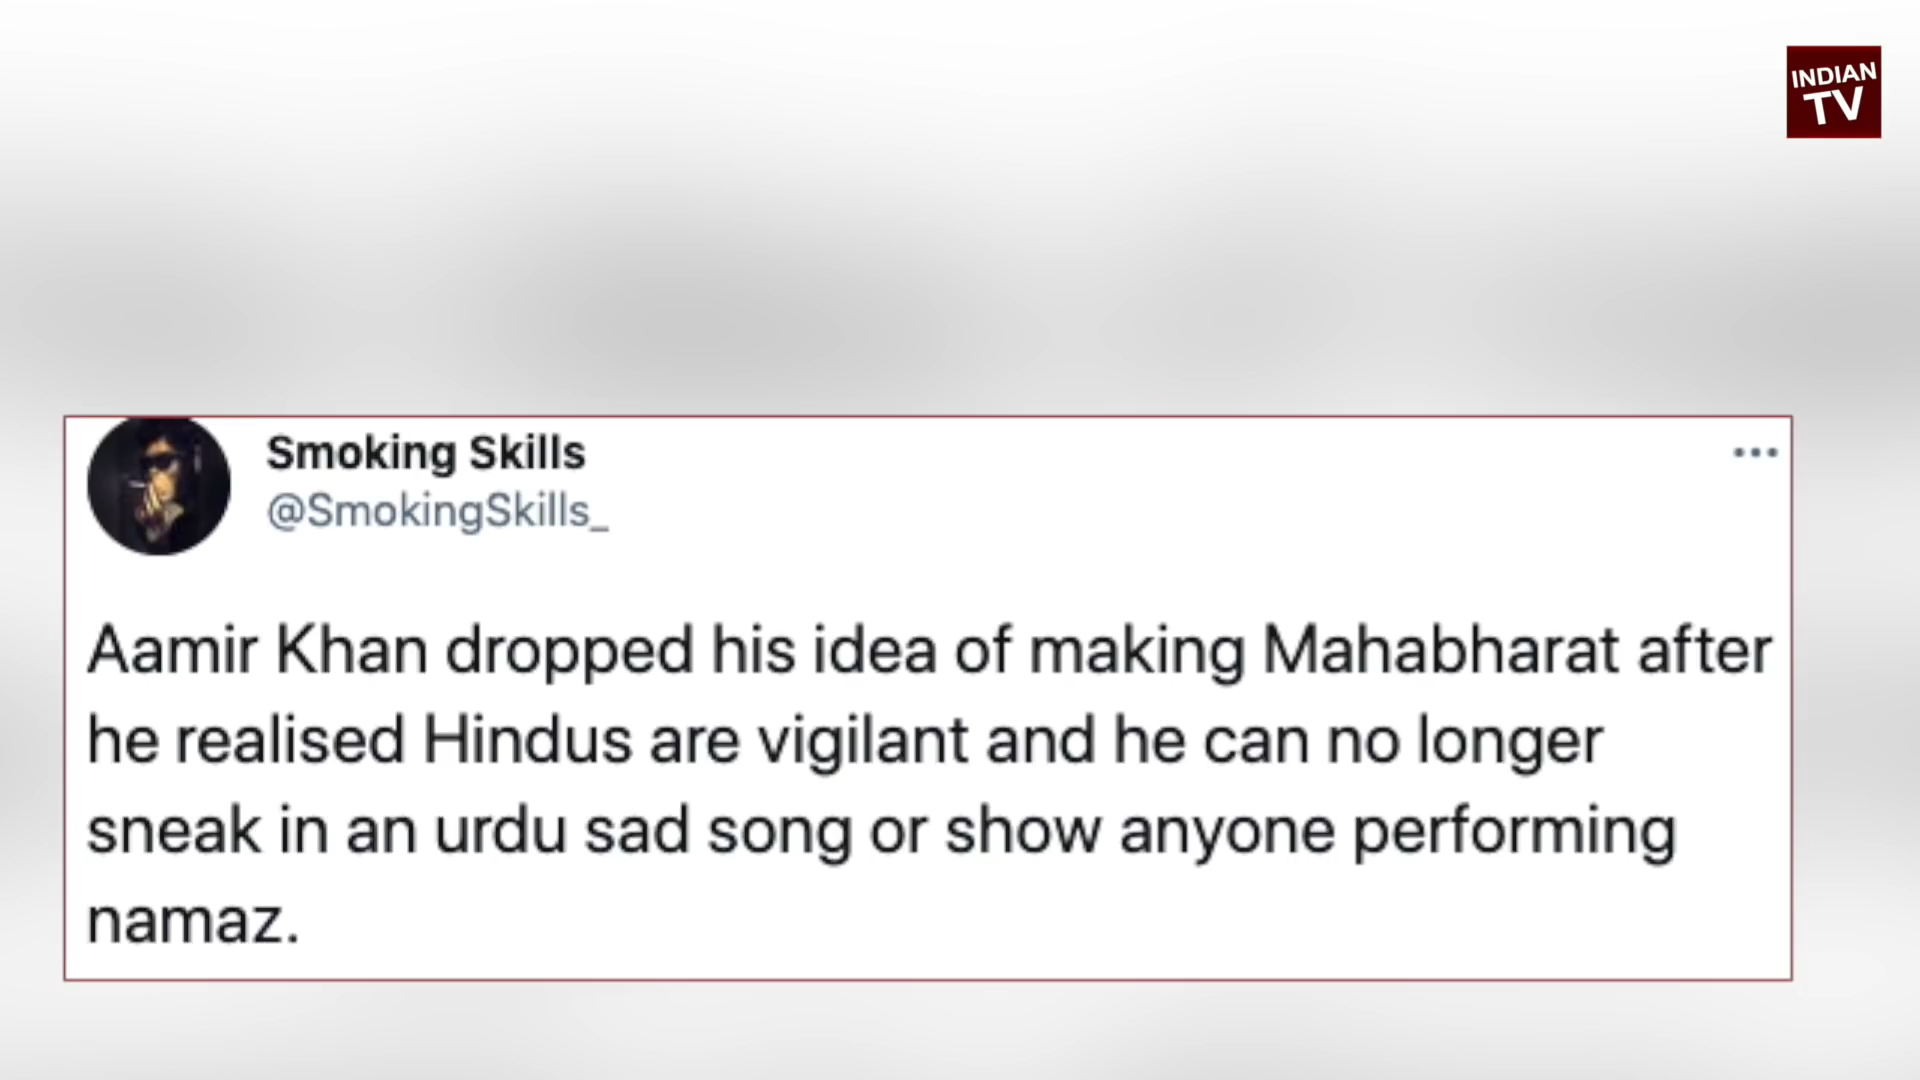 INDIAN
TV
Smoking Skills
@SmokingSkills_
Aamir Khan dropped his idea of making Mahabharat after
he realised Hindus are vigilant and he can no longer
sneak in an urdu sad song or show anyone performing
namaz.